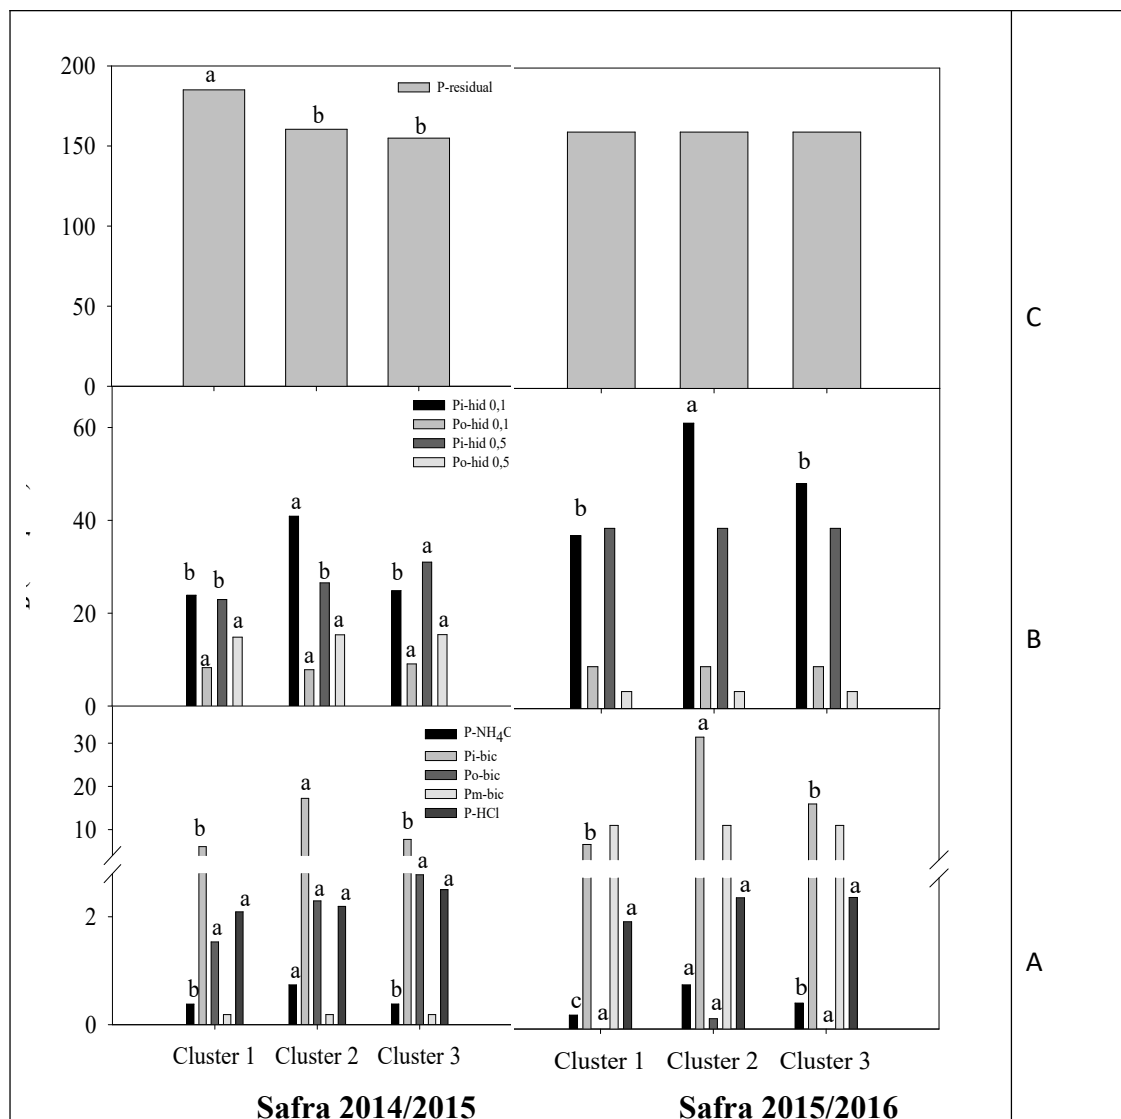 200
a
P-residual
b
b
150
100
50
0
C
Pi-hid 0,1
Po-hid 0,1
Pi-hid 0,5
Po-hid 0,5
a
60
a
b
b
40
a
b b
b
b
20
a
a
a
a
a
a
0
B
P-NH4C
Pi-bic
Po-bic
Pm-bic
P-HCl
a
30
a
20
b
b
b
b
10
a
a
a
a
a
a
a
2
a
a
a
b
b
b
c
a
a
a
0
A
Cluster 1 Cluster 2 Cluster 3
Cluster 1 Cluster 2 Cluster 3
Safra 2014/2015
Safra 2015/2016